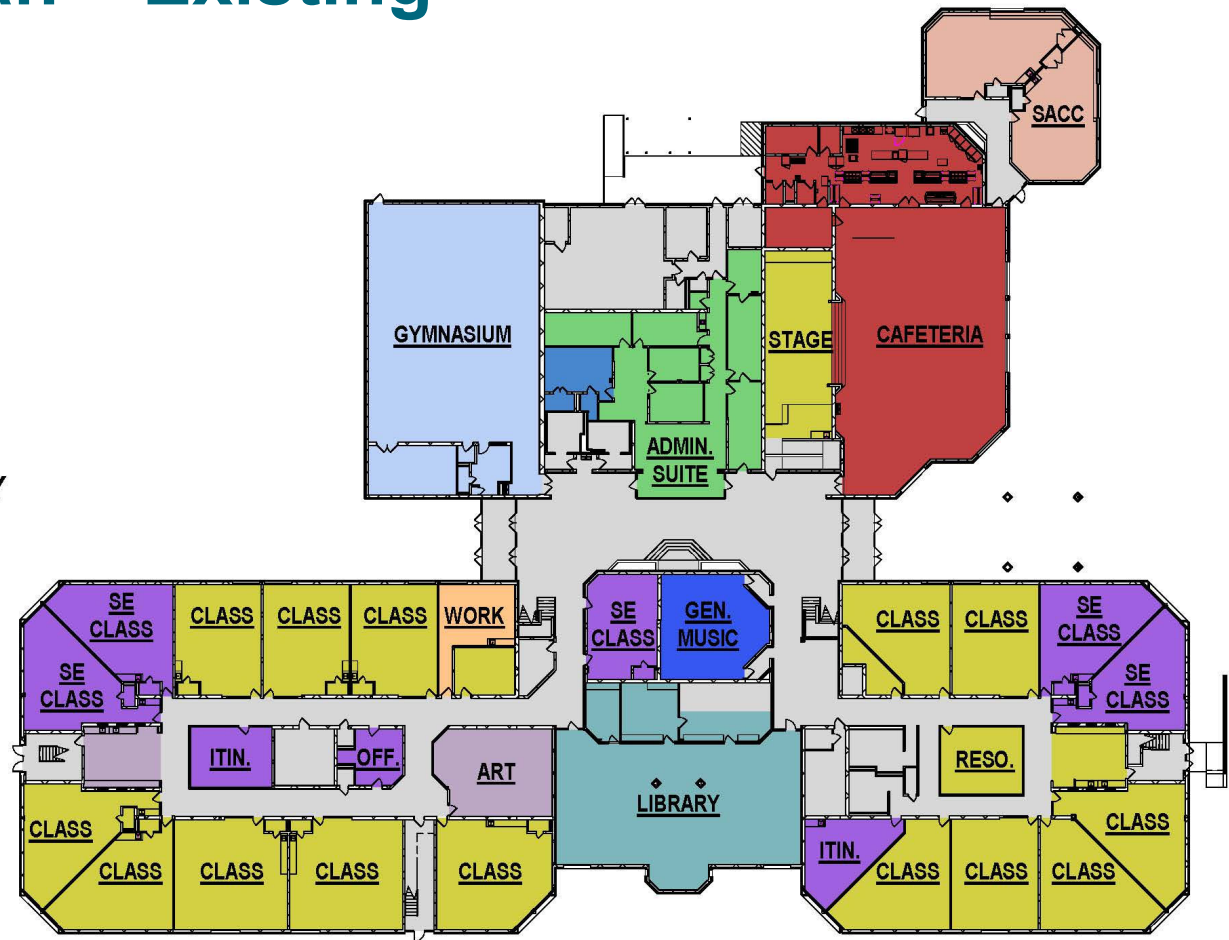 Existing
SACC
GYMNASIUM
STAGE
CAFETERIA
ADMIN.
SUITE
Y
SE
CLASS
CLASS
CLASS
CLASS
WORK
SE
CLASS
GEN.
MUSIC
CLASS
CLASS
SE
CLASS
SE
CLASS
SE
CLASS
ITIN.
OFF.
ART
LIBRARY
RESO.
CLASS
CLASS
CLASS
CLASS
CLASS
ITIN.
CLASS
CLASS
CLASS
CLASS